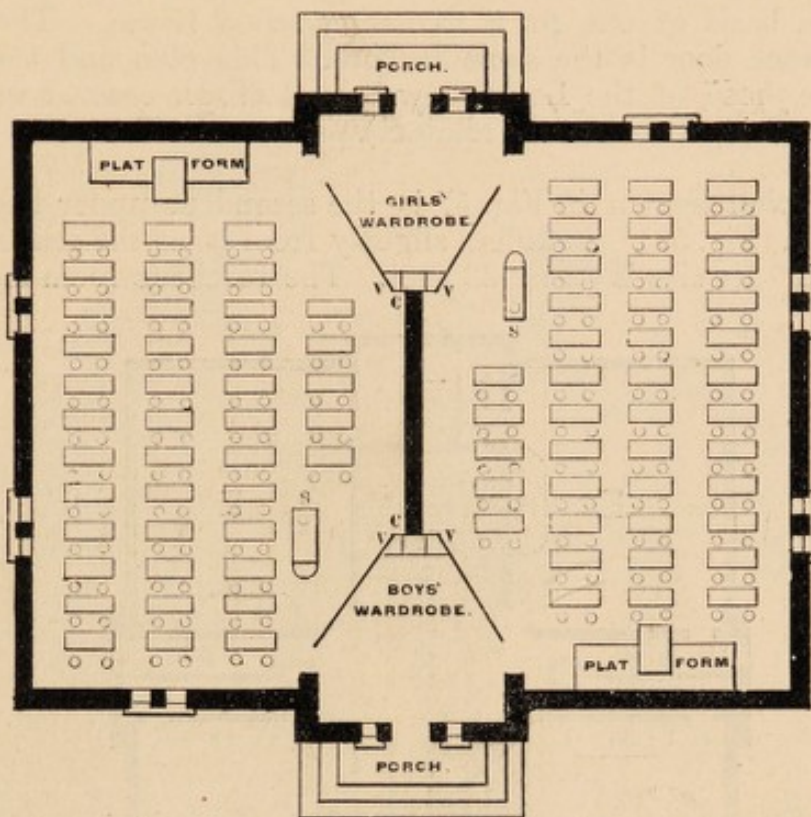 PORCH.
PLAT FORM
GIRLS'
WARDROBE.
V V
C
S
S
C
V V
BOYS'
WARDROBE.
PLAT FORM
PORCH.